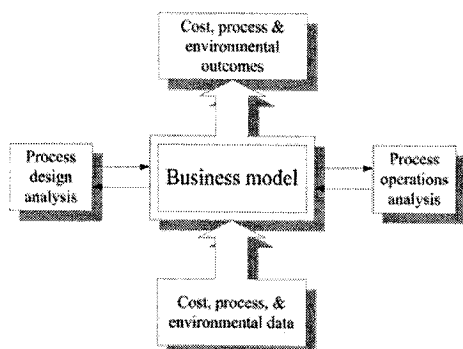 Cost, process &
environmental
outcomes
Process
design
analysis
Business model
Process
operations
analysis
Cost, process, &
environmental data